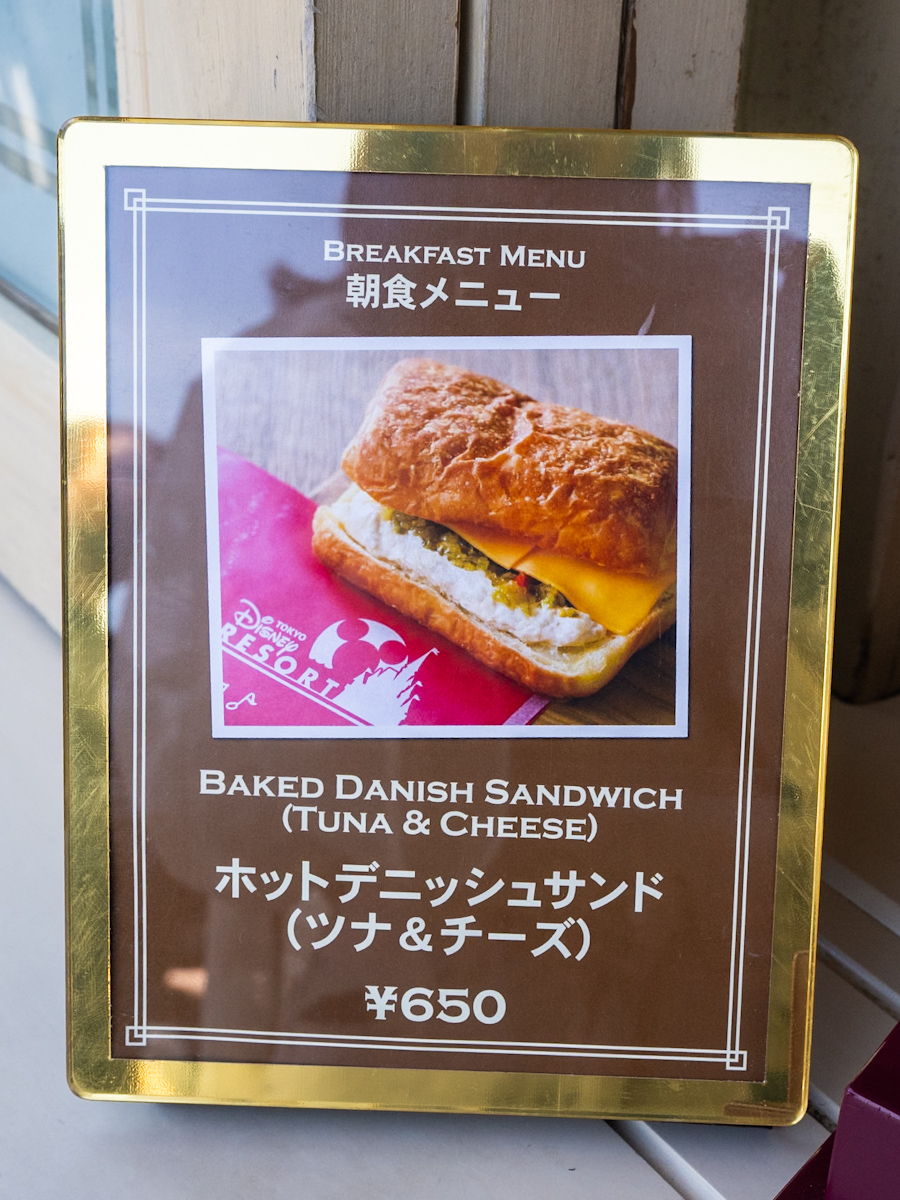 BREAKFAST MENU
朝食メニュー
TOKYO
DISNEY
RESORT
BAKED DANISH SANDWICH
(TUNA & CHEESE)
ホットデニッシュサンド
(ツナ&チーズ)
¥650